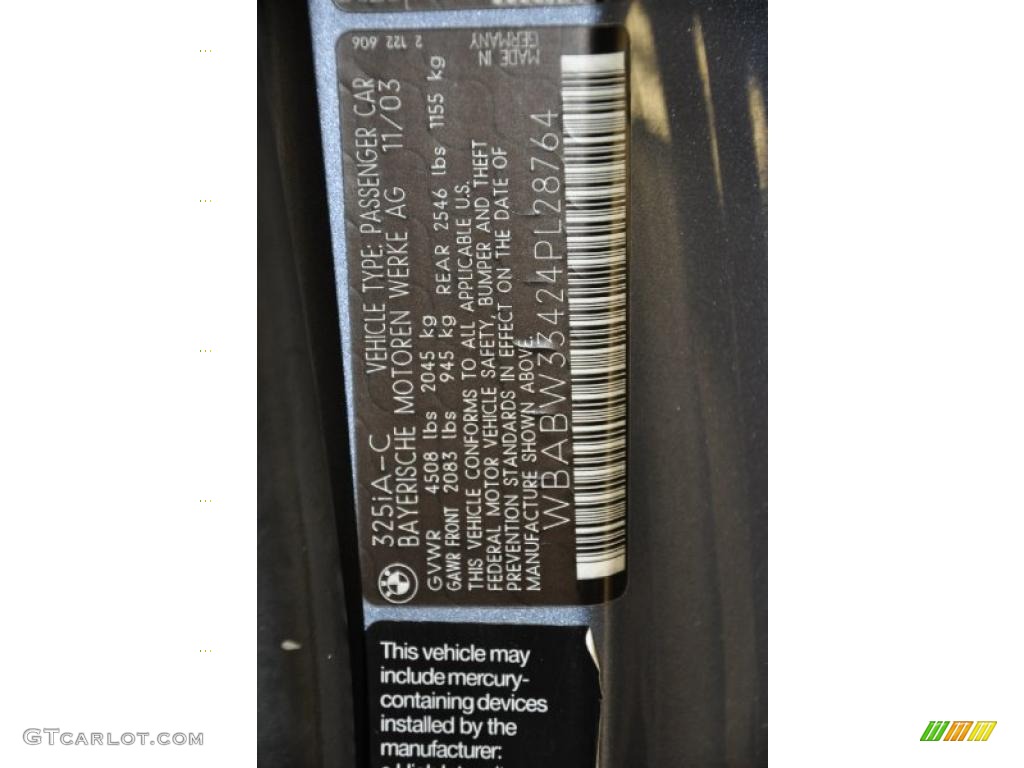 325iA-C VEHICLE TYPE: PASSENGER CAR
BAYERISCHE MOTOREN WERKE AG 11/03
2 122 606
GVWR 4508 lbs 2045 kg
GAWR FRONT 2083 lbs 945 kg REAR 2546 lbs 1155 kg
THIS VEHICLE CONFORMS TO ALL APPLICABLE U.S.
FEDERAL MOTOR VEHICLE SAFETY, BUMPER AND THEFT
PREVENTION STANDARDS IN EFFECT ON THE DATE OF
MANUFACTURE SHOWN ABOVE.
MADE IN
GERMANY
WBABW33424PL28764
This vehicle may
include mercury-
containing devices
installed by the
manufacturer:
GTCARLOT.COM